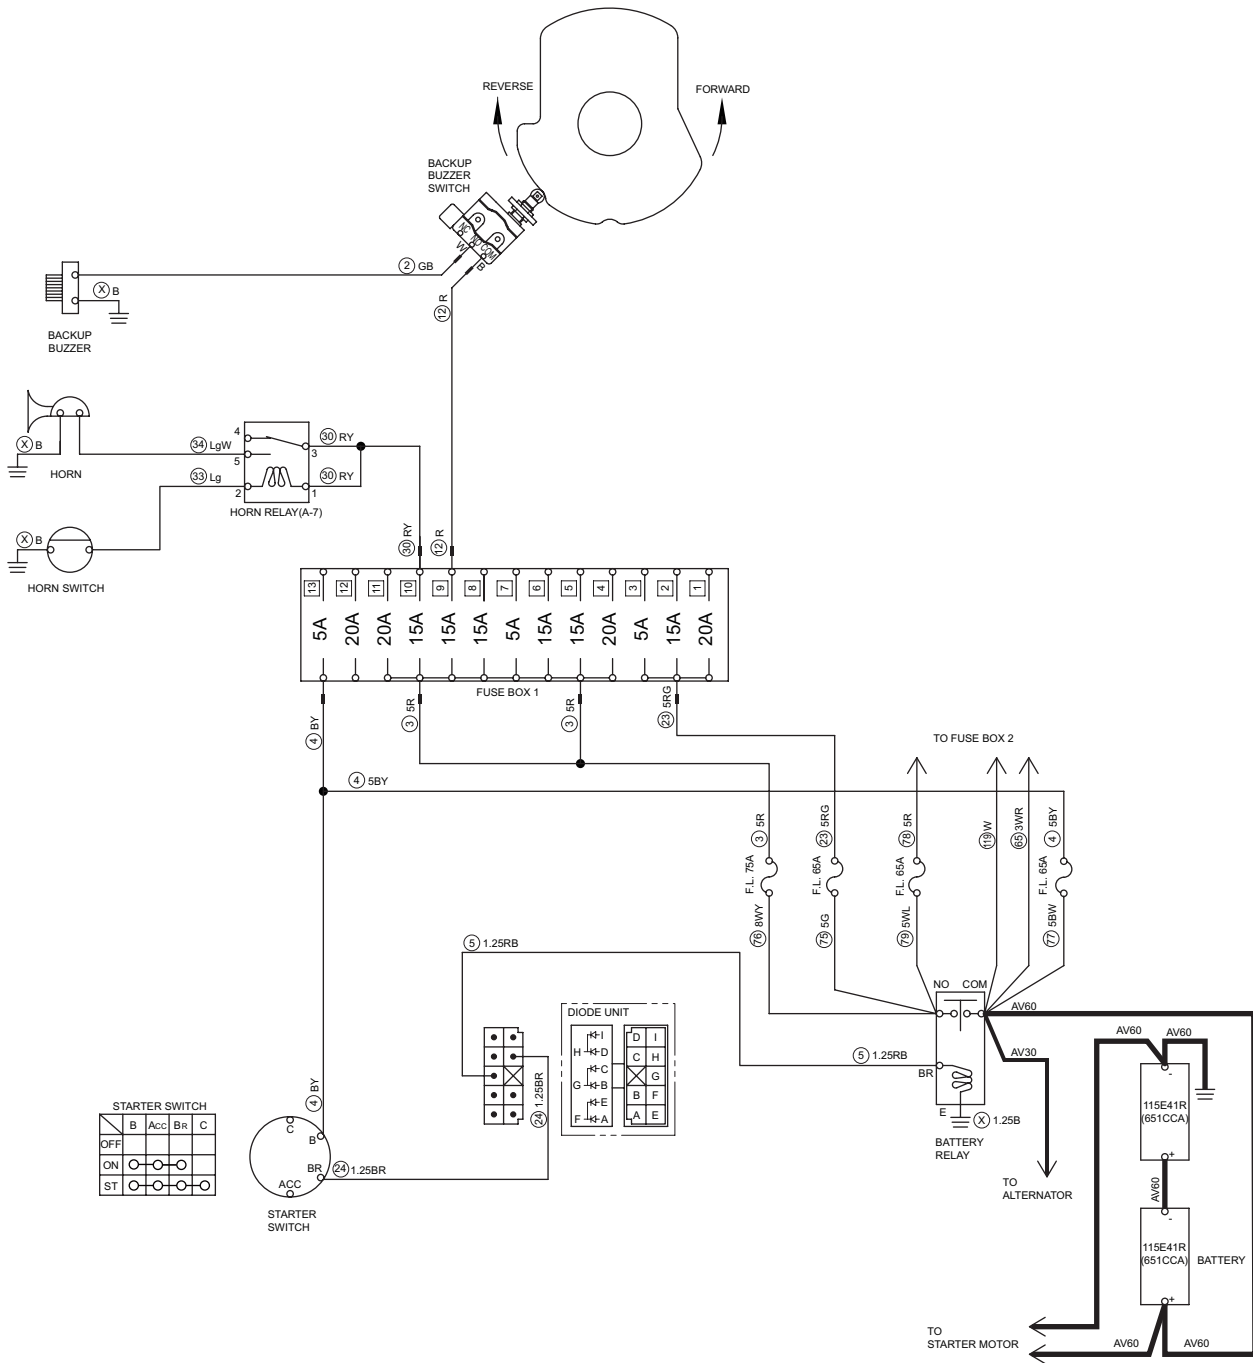 REVERSE
FORWARD
BACKUP
BUZZER
SWITCH
NC
NO COM
W
B
2 GB
X B
12 R
BACKUP
BUZZER
4
5
3
34 LgW
30 RY
X B
HORN
33 Lg
30 RY
2
1
HORN RELAY(A-7)
X B
30 RY
12 R
HORN SWITCH
13 12 11 10 9 8 7 6 5 4 3 2 1
5A 20A 20A 15A 15A 15A 5A 15A 15A 20A 5A 15A 20A
FUSE BOX 1
4 BY
3 5R
3 5R
23 5RG
TO FUSE BOX 2
4 5BY
3 5R
23 5RG
78 5R
119 W
65 3WR
4 5BY
F.L. 75A
F.L. 65A
F.L. 65A
F.L. 65A
76 8WY
75 5G
79 5WL
77 5BW
5 1.25RB
NO COM
AV60
DIODE UNIT
I
H D
C
G B
E
F A
D I
C H
G
B F
A E
5 1.25RB
BR
AV30
AV60
AV60
-
115E41R
(651CCA)
+
E
X 1.25B
BATTERY
RELAY
24 1.25BR
4 BY
STARTER SWITCH
B ACC BR C
OFF
ON
ST
C
B
BR
ACC
24 1.25BR
STARTER
SWITCH
TO
ALTERNATOR
AV60
-
115E41R
(651CCA)
+
BATTERY
TO
STARTER MOTOR
AV60
AV60